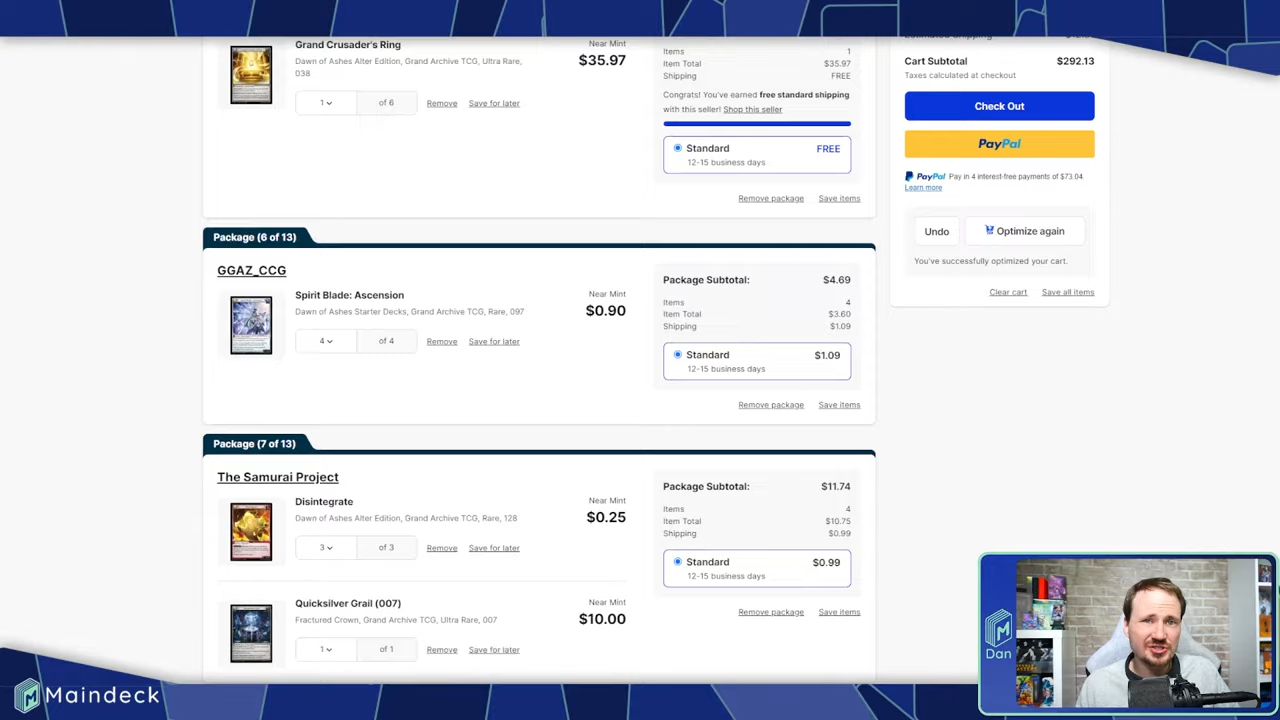 Grand Crusader's Ring
Dawn of Ashes Alter Edition, Grand Archive TCG, Ultra Rare,
038
Near Mint
$35.97
1
of 6
Remove
Save for later
Items 1
Item Total $35.97
Shipping FREE
Congrats! You've earned free standard shipping
with this seller! Shop this seller
Standard FREE
12-15 business days
Remove package
Save items
Estimated Shipping
Cart Subtotal $292.13
Taxes calculated at checkout
Check Out
PayPal
PayPal Pay in 4 interest-free payments of $73.04
Learn more
Undo
Optimize again
You've successfully optimized your cart.
Clear cart
Save all items
Package (6 of 13)
GGAZ_CCG
Spirit Blade: Ascension
Dawn of Ashes Starter Decks, Grand Archive TCG, Rare, 097
Near Mint
$0.90
4
of 4
Remove
Save for later
Package Subtotal: $4.69
Items 4
Item Total $3.60
Shipping $1.09
Standard $1.09
12-15 business days
Remove package
Save items
Package (7 of 13)
The Samurai Project
Disintegrate
Dawn of Ashes Alter Edition, Grand Archive TCG, Rare, 128
Near Mint
$0.25
3
of 3
Remove
Save for later
Quicksilver Grail (007)
Fractured Crown, Grand Archive TCG, Ultra Rare, 007
Near Mint
$10.00
1
of 1
Remove
Save for later
Package Subtotal: $11.74
Items 4
Item Total $10.75
Shipping $0.99
Standard $0.99
12-15 business days
Remove package
Save items
Dan
Maindeck